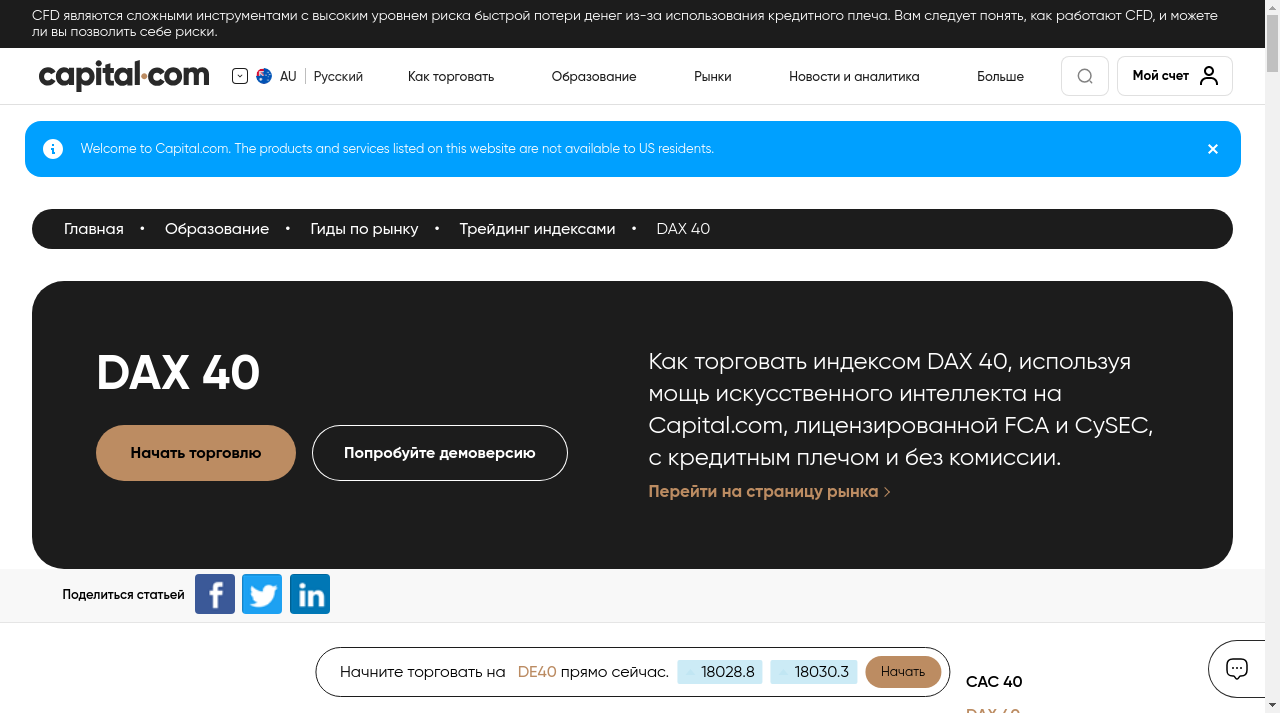 CFD являются сложными инструментами с высоким уровнем риска быстрой потери денег из-за использования кредитного плеча. Вам следует понять, как работают CFD, и можете
ли вы позволить себе риски.
capital.com AU Русский Как торговать Образование Рынки Новости и аналитика Больше Мой счет
Welcome to Capital.com. The products and services listed on this website are not available to US residents.
Главная • Образование • Гиды по рынку • Трейдинг индексами • DAX 40
DAX 40
Начать торговлю Попробуйте демоверсию
Как торговать индексом DAX 40, используя
мощь искусственного интеллекта на
Capital.com, лицензированной FCA и CySEC,
с кредитным плечом и без комиссии.
Перейти на страницу рынка
Поделиться статьей
Начните торговать на DE40 прямо сейчас. 18028.8 18030.3 Начать
CAC 40
DAX 40